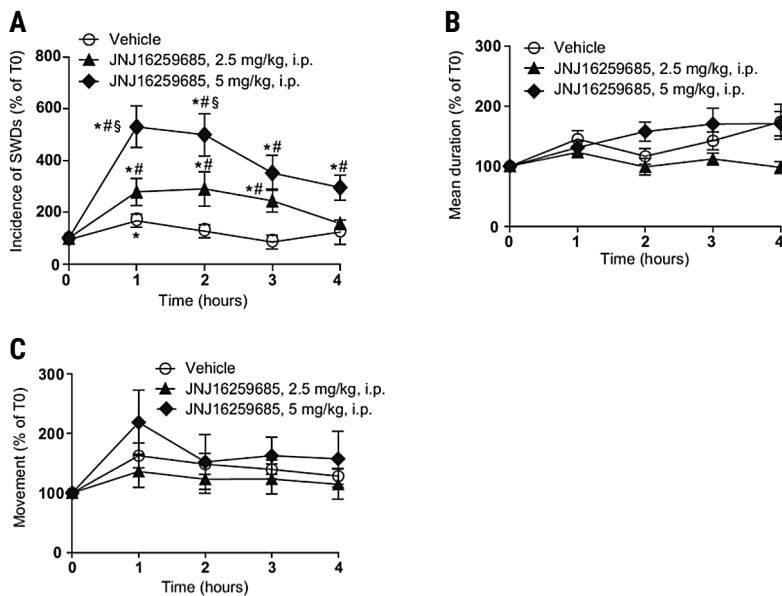 A
Vehicle
JNJ16259685, 2.5 mg/kg, i.p.
JNJ16259685, 5 mg/kg, i.p.
Incidence of SWDs (% of T0)
800
600
400
200
0
*#§
*#§
*#
*#
*#
*#
*#
*
0 1 2 3 4
Time (hours)
B
Vehicle
JNJ16259685, 2.5 mg/kg, i.p.
JNJ16259685, 5 mg/kg, i.p.
Mean duration (% of T0)
300
200
100
0
0 1 2 3 4
Time (hours)
C
Vehicle
JNJ16259685, 2.5 mg/kg, i.p.
JNJ16259685, 5 mg/kg, i.p.
Movement (% of T0)
300
200
100
0
0 1 2 3 4
Time (hours)